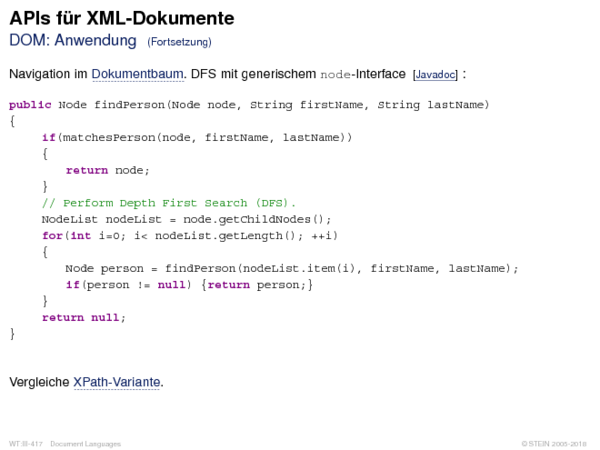 APIs für XML-Dokumente
DOM: Anwendung (Fortsetzung)
Navigation im Dokumentbaum. DFS mit generischem node-Interface [Javadoc] :
public Node findPerson(Node node, String firstName, String lastName)
{
if(matchesPerson(node, firstName, lastName))
{
return node;
}
// Perform Depth First Search (DFS).
NodeList nodeList = node.getChildNodes();
for(int i=0; i< nodeList.getLength(); ++i)
{
Node person = findPerson(nodeList.item(i), firstName, lastName);
if(person != null) {return person;}
}
return null;
}
Vergleiche XPath-Variante.
WT:III-417 Document Languages © STEIN 2005-2018